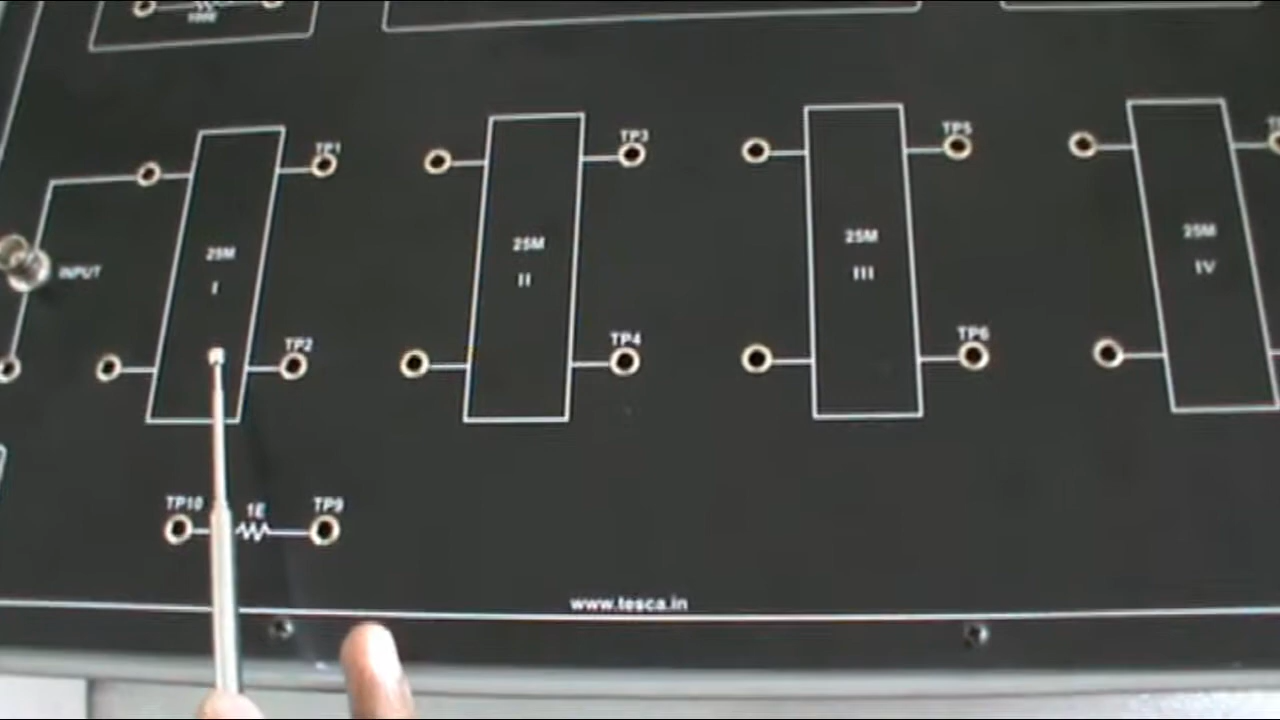 TP1
TP3
TP5
25M
I
25M
II
25M
III
25M
IV
INPUT
TP2
TP4
TP6
TP10
1E
TP9
www.tesca.in